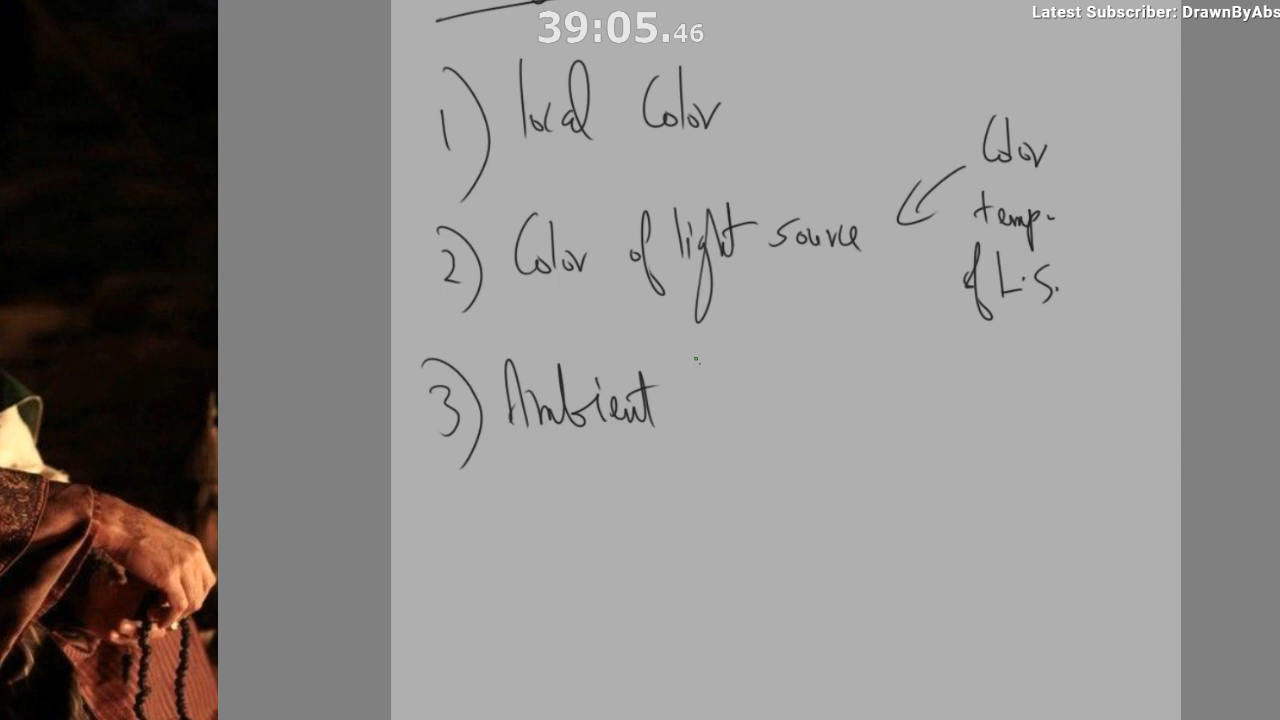 Latest Subscriber: DrawnByAbs
39:05.46
1) local Color
2) Color of light source
Color
temp.
of L.S.
3) Ambient